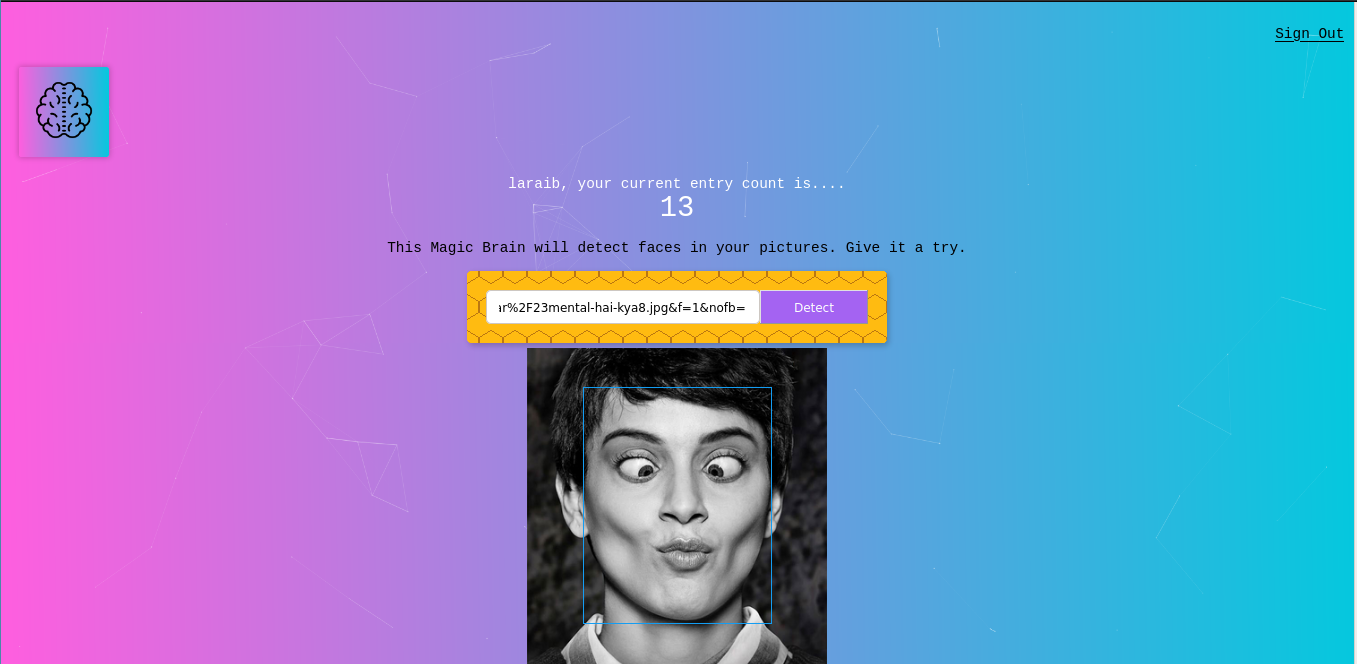 Sign Out
laraib, your current entry count is....
13
This Magic Brain will detect faces in your pictures. Give it a try.
ar%2F23mental-hai-kya8.jpg&f=1&nofb=
Detect